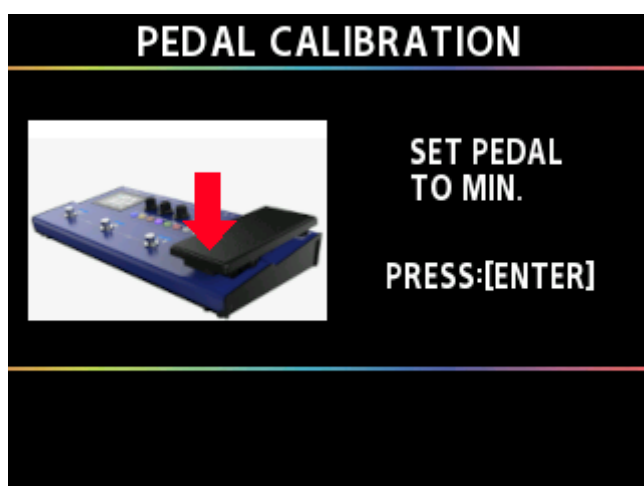 PEDAL CALIBRATION
SET PEDAL
TO MIN.
PRESS:[ENTER]